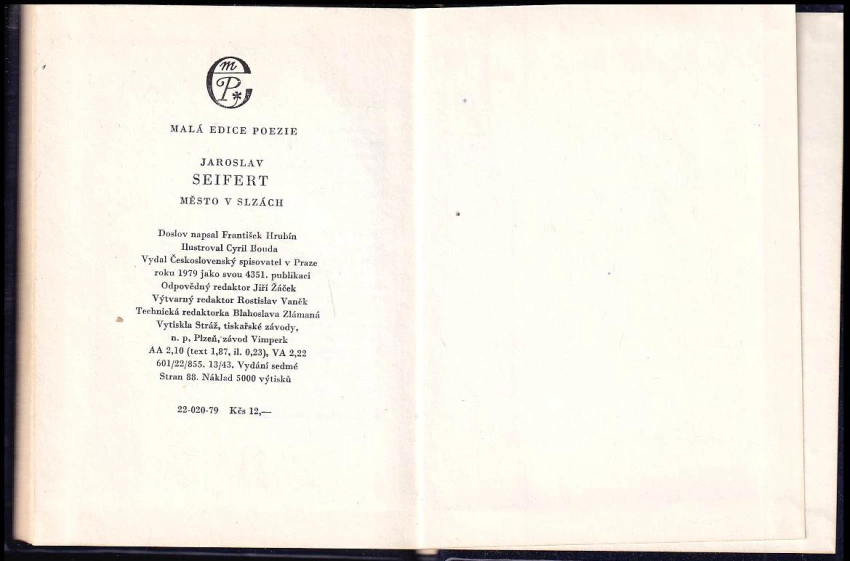 mP*
MALÁ EDICE POEZIE
JAROSLAV
SEIFERT
MĚSTO V SLZÁCH
Doslov napsal František Hrubín
Ilustroval Cyril Bouda
Vydal Československý spisovatel v Praze
roku 1979 jako svou 4351. publikaci
Odpovědný redaktor Jiří Žáček
Výtvarný redaktor Rostislav Vaněk
Technická redaktorka Blahoslava Zlámaná
Vytiskla Stráž, tiskařské závody,
n. p. Plzeň, závod Vimperk
AA 2,10 (text 1,87, il. 0,23), VA 2,22
601/22/855. 13/43. Vydání sedmé
Stran 88. Náklad 5000 výtisků
22-020-79 Kčs 12,—